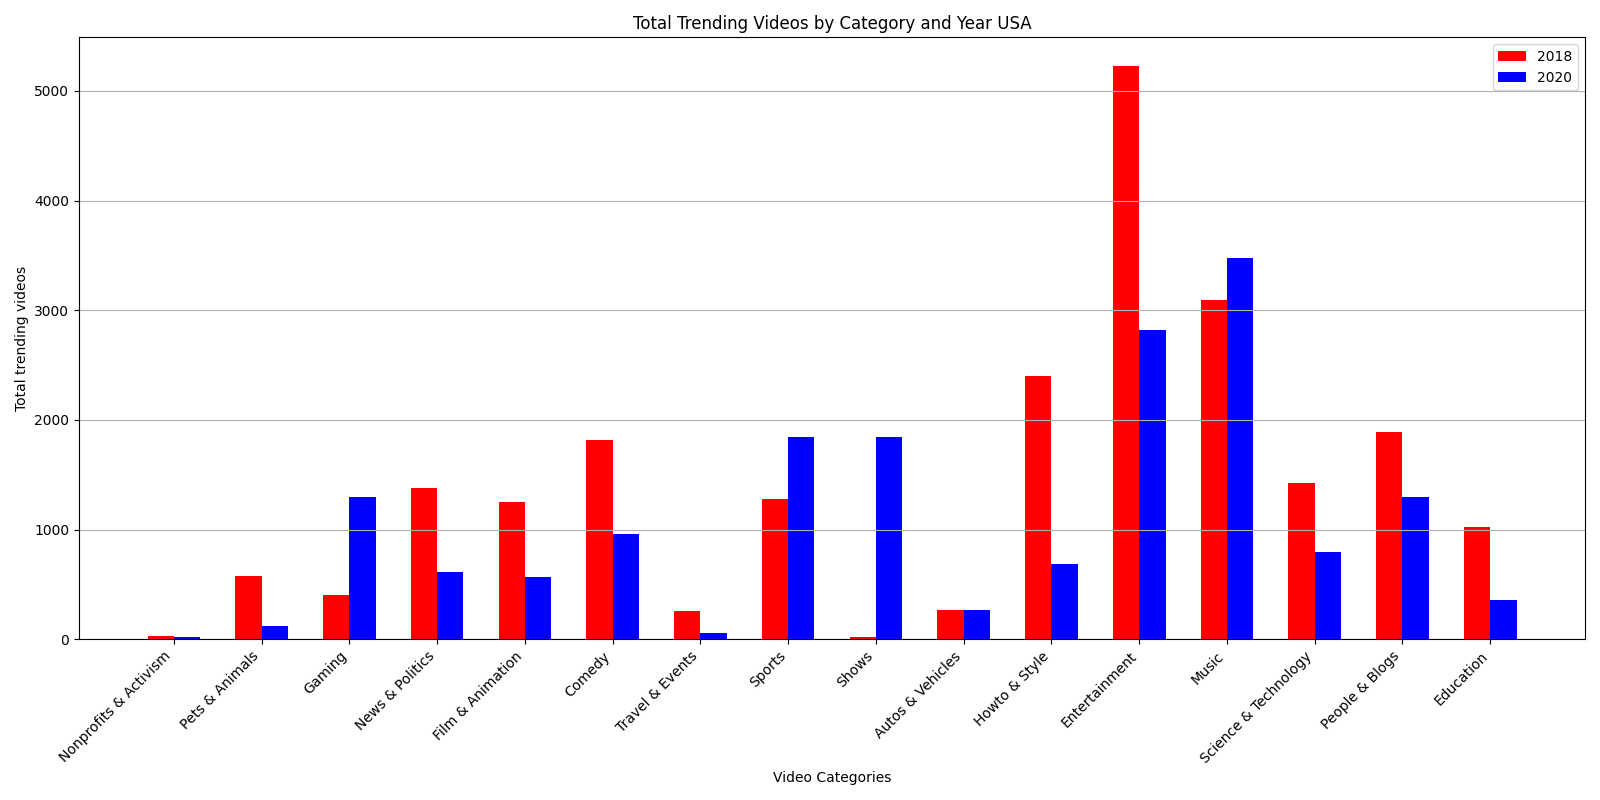 Total Trending Videos by Category and Year USA
2018
2020
Total trending videos
5000
4000
3000
2000
1000
0
Nonprofits & Activism
Pets & Animals
Gaming
News & Politics
Film & Animation
Comedy
Travel & Events
Sports
Shows
Autos & Vehicles
Howto & Style
Entertainment
Music
Science & Technology
People & Blogs
Education
Video Categories